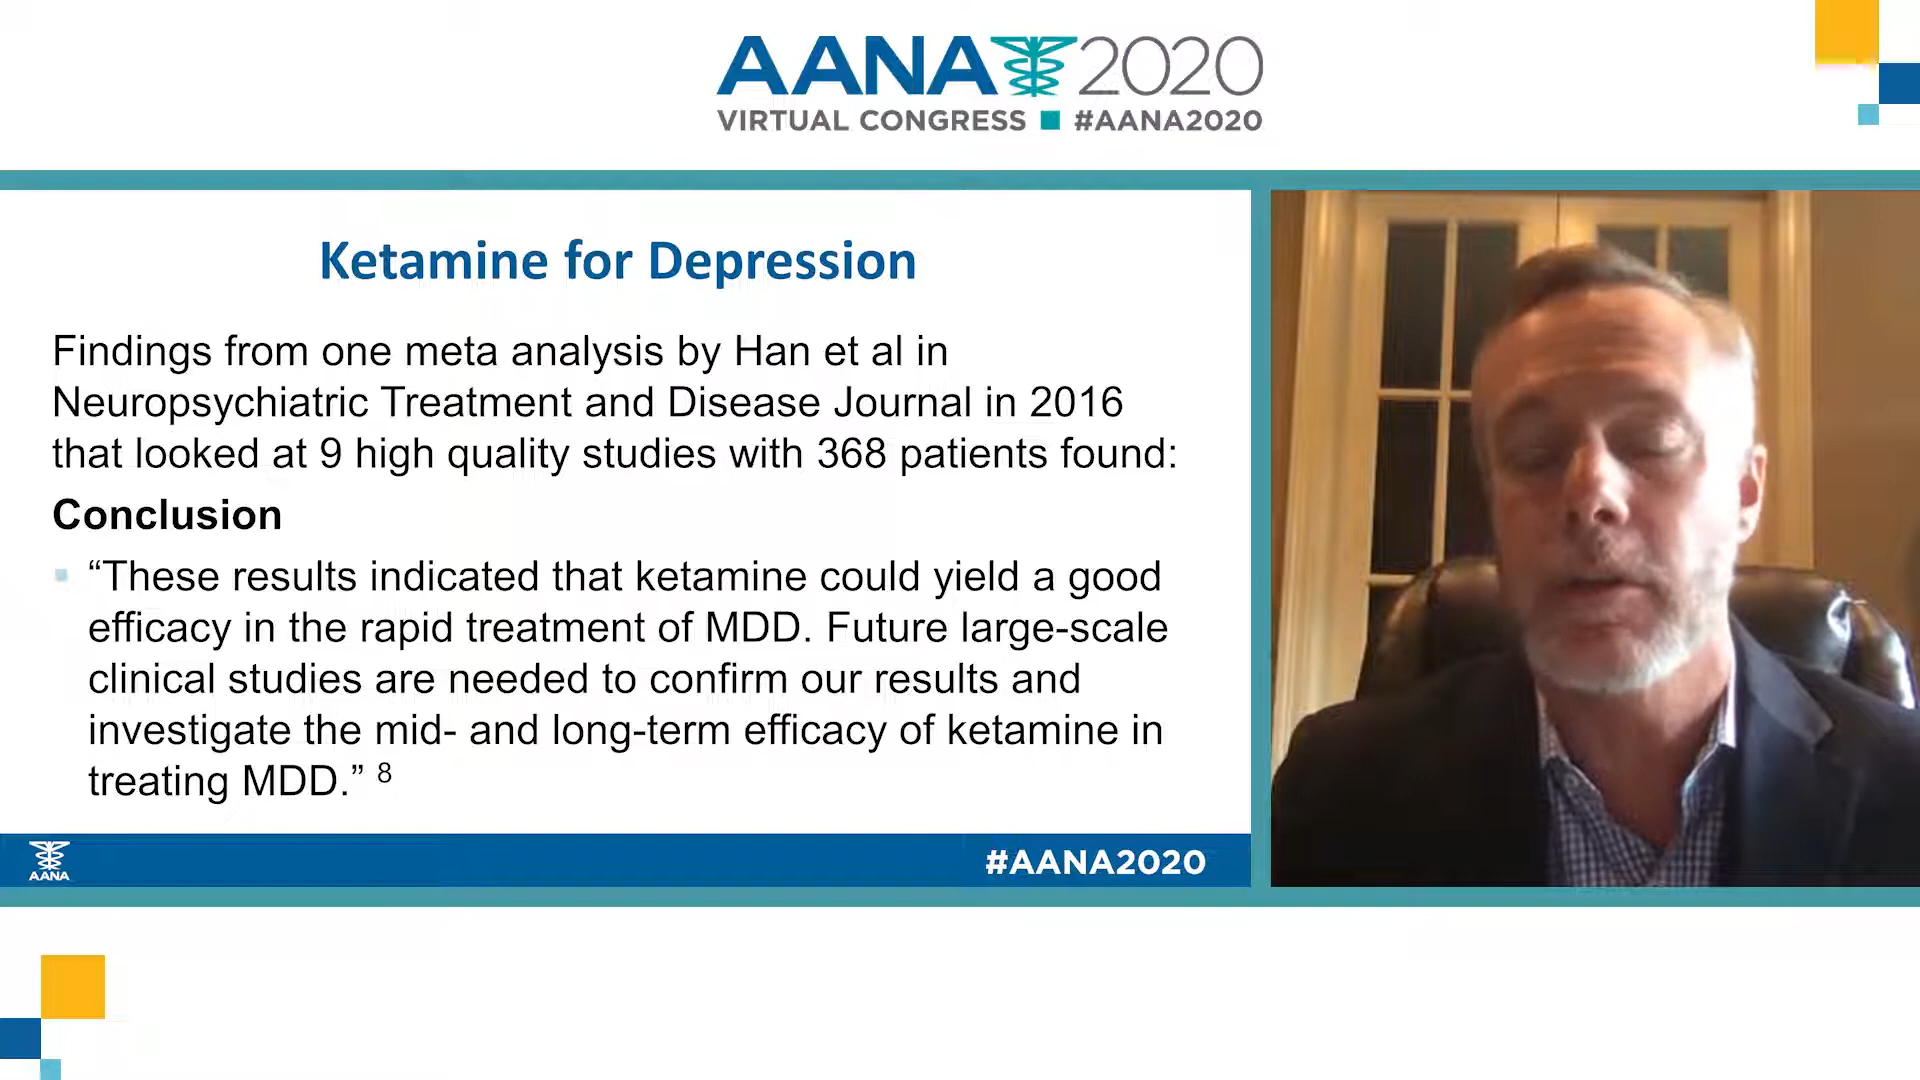 AANA 2020
VIRTUAL CONGRESS #AANA2020
Ketamine for Depression
Findings from one meta analysis by Han et al in
Neuropsychiatric Treatment and Disease Journal in 2016
that looked at 9 high quality studies with 368 patients found:
Conclusion
“These results indicated that ketamine could yield a good
efficacy in the rapid treatment of MDD. Future large-scale
clinical studies are needed to confirm our results and
investigate the mid- and long-term efficacy of ketamine in
treating MDD.” 8
AANA
#AANA2020